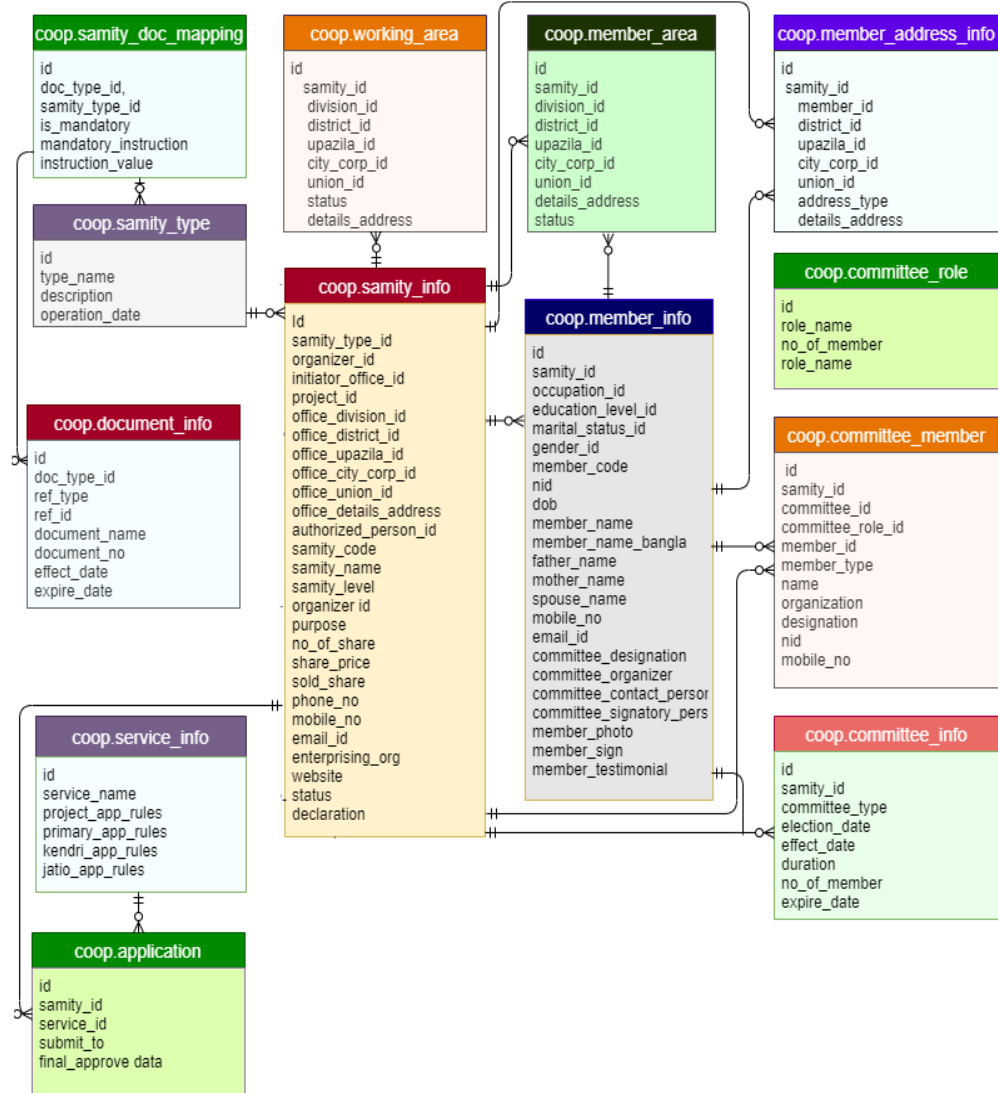 coop.samity_doc_mapping
id
doc_type_id,
samity_type_id
is_mandatory
mandatory_instruction
instruction_value
coop.working_area
id
samity_id
division_id
district_id
upazila_id
city_corp_id
union_id
status
details_address
coop.member_area
id
samity_id
division_id
district_id
upazila_id
city_corp_id
union_id
details_address
status
coop.member_address_info
id
samity_id
member_id
district_id
upazila_id
city_corp_id
union_id
address_type
details_address
coop.samity_type
id
type_name
description
operation_date
coop.samity_info
Id
samity_type_id
organizer_id
initiator_office_id
project_id
office_division_id
office_district_id
office_upazila_id
office_city_corp_id
office_union_id
office_details_address
authorized_person_id
samity_code
samity_name
samity_level
organizer id
purpose
no_of_share
share_price
sold_share
phone_no
mobile_no
email_id
enterprising_org
website
status
declaration
coop.member_info
id
samity_id
occupation_id
education_level_id
marital_status_id
gender_id
member_code
nid
dob
member_name
member_name_bangla
father_name
mother_name
spouse_name
mobile_no
email_id
committee_designation
committee_organizer
committee_contact_person
committee_signatory_pers
member_photo
member_sign
member_testimonial
coop.committee_role
id
role_name
no_of_member
role_name
coop.document_info
id
doc_type_id
ref_type
ref_id
document_name
document_no
effect_date
expire_date
coop.committee_member
id
samity_id
committee_id
committee_role_id
member_id
member_type
name
organization
designation
nid
mobile_no
coop.service_info
id
service_name
project_app_rules
primary_app_rules
kendri_app_rules
jatio_app_rules
coop.committee_info
id
samity_id
committee_type
election_date
effect_date
duration
no_of_member
expire_date
coop.application
id
samity_id
service_id
submit_to
final_approve data